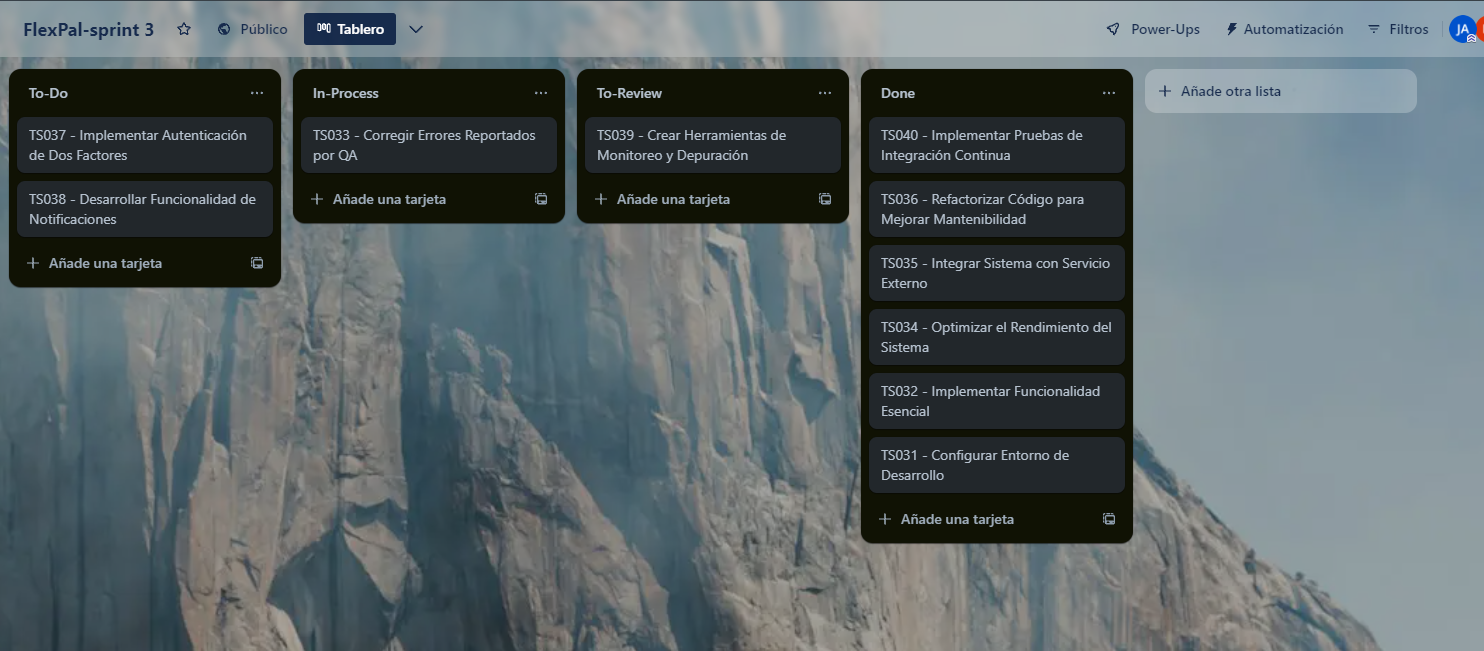 FlexPal-sprint 3
Público
Tablero
Power-Ups
Automatización
Filtros
JA
To-Do
TS037 - Implementar Autenticación
de Dos Factores
TS038 - Desarrollar Funcionalidad de
Notificaciones
Añade una tarjeta
In-Process
TS033 - Corregir Errores Reportados
por QA
Añade una tarjeta
To-Review
TS039 - Crear Herramientas de
Monitoreo y Depuración
Añade una tarjeta
Done
TS040 - Implementar Pruebas de
Integración Continua
TS036 - Refactorizar Código para
Mejorar Mantenibilidad
TS035 - Integrar Sistema con Servicio
Externo
TS034 - Optimizar el Rendimiento del
Sistema
TS032 - Implementar Funcionalidad
Esencial
TS031 - Configurar Entorno de
Desarrollo
Añade una tarjeta
Añade otra lista